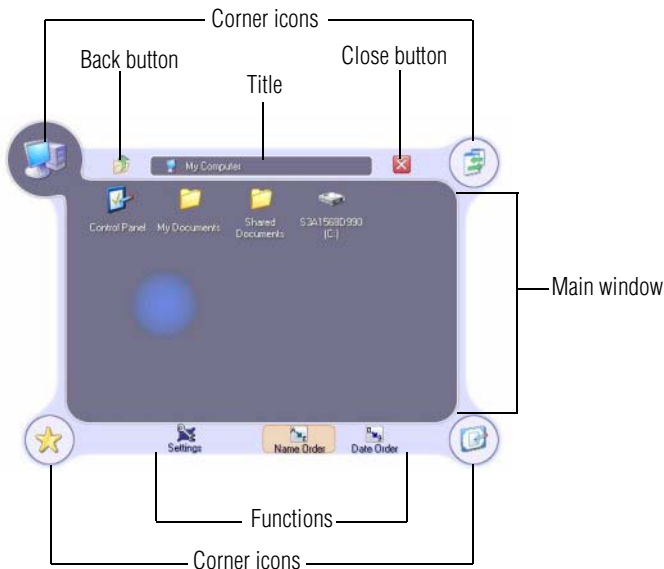 Corner icons
Back button
Close button
Title
My Computer
Control Panel
My Documents
Shared
Documents
S3A1568D990
(C:)
Main window
Settings
Name Order
Date Order
Functions
Corner icons